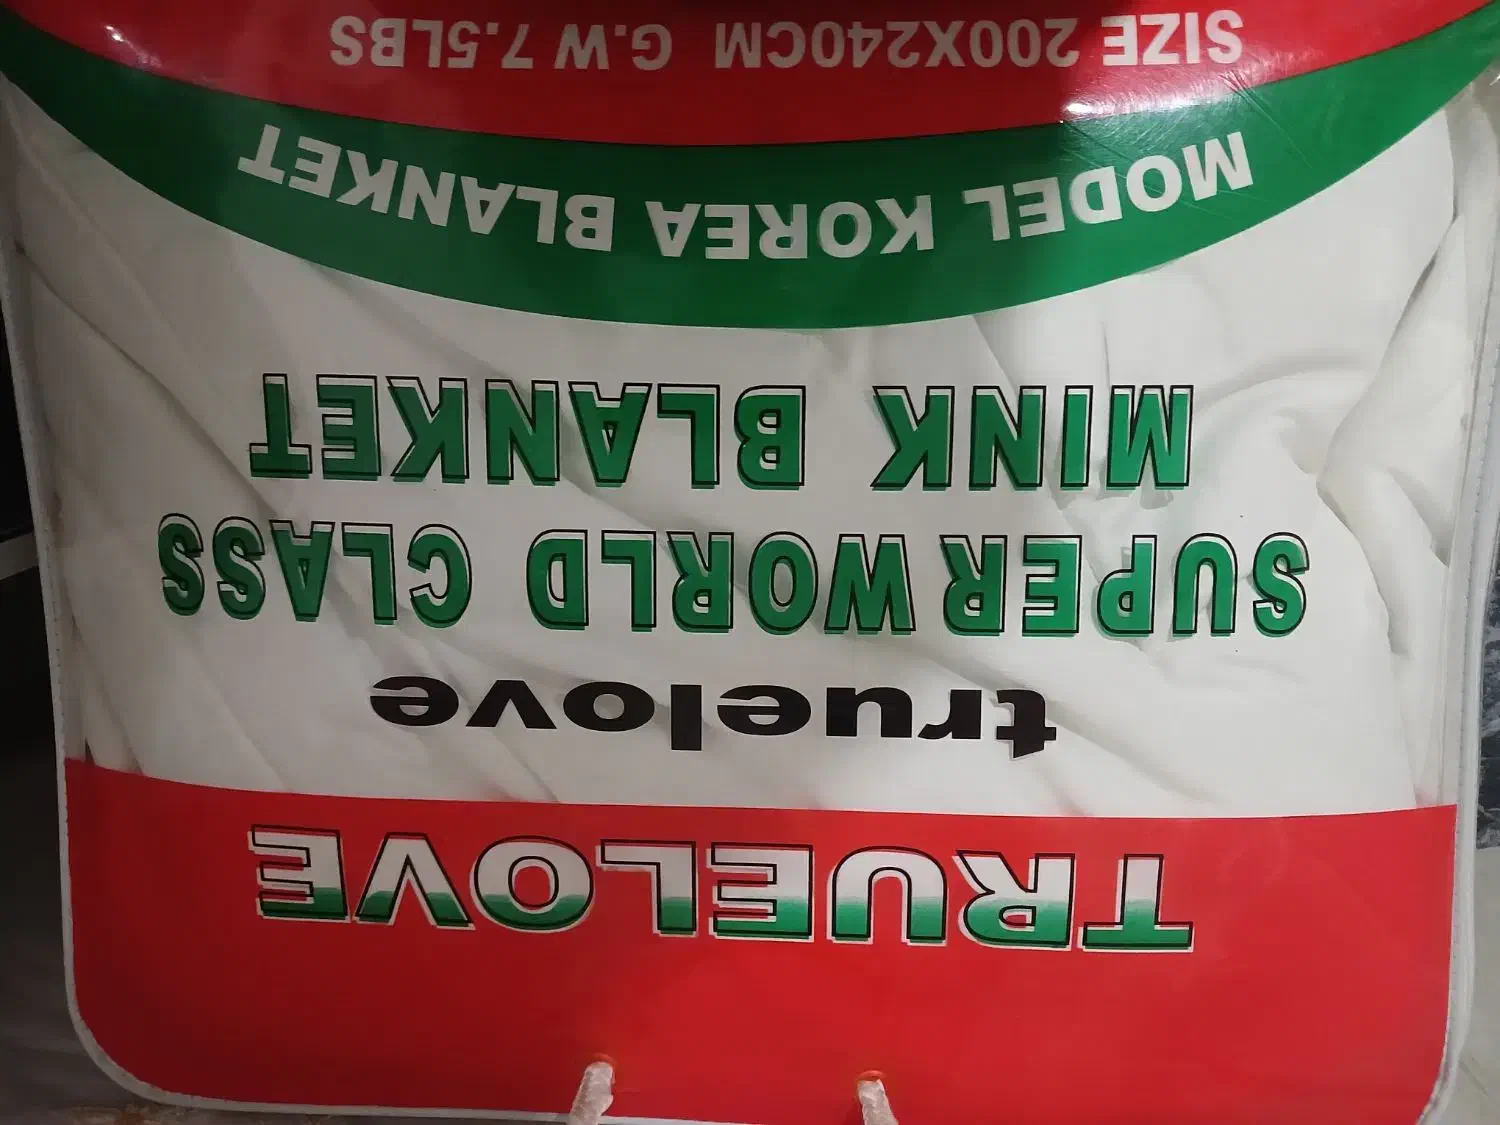 TRUELOVE
truelove
SUPER WORLD CLASS
MINK BLANKET
MODEL KOREA BLANKET
SIZE 200X240CM G.W 7.5LBS